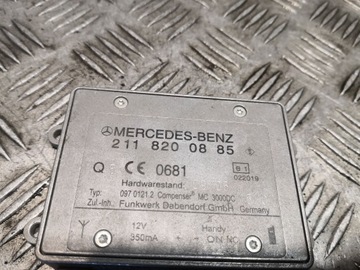 MERCEDES-BENZ
211 820 08 85
Q CE 0681 B1
Hardwarestand: 022019
Typ: 097 0121.2 Compenser® MC 3000DC
Zul.-Inh. Funkwerk Dabendorf GmbH Germany
12V Handy
350mA ON NC